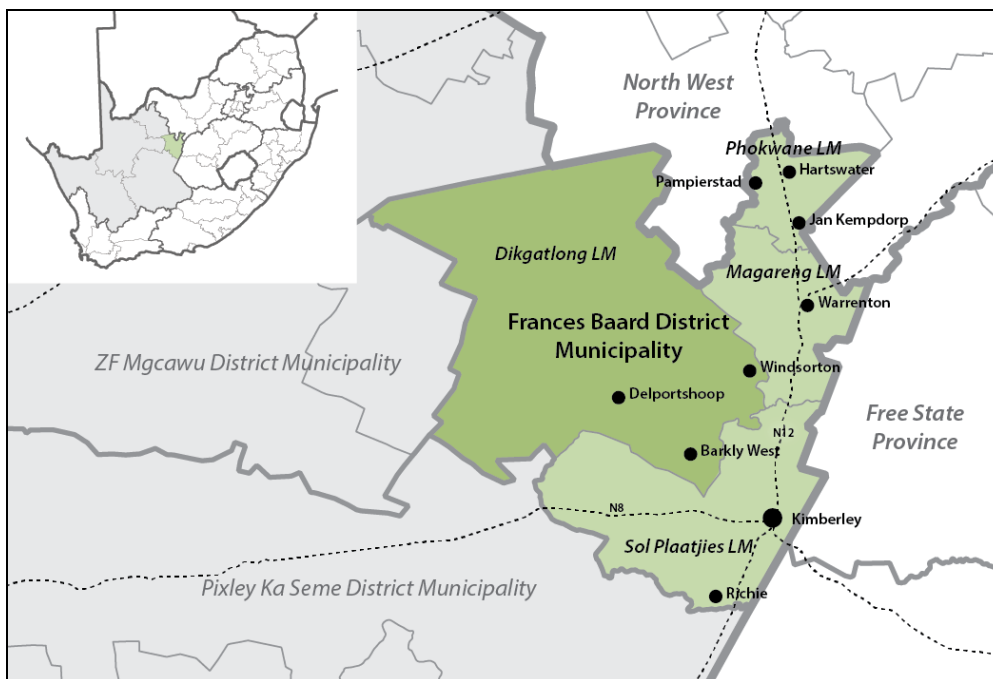 North West
Province
Phokwane LM
Hartswater
Pampierstad
Jan Kempdorp
Dikgatlong LM
Magareng LM
Warrenton
Frances Baard District
Municipality
ZF Mgcawu District Municipality
Windsorton
Delportshoop
Free State
Province
N12
Barkly West
N8
Kimberley
Sol Plaatjies LM
Pixley Ka Seme District Municipality
Richie